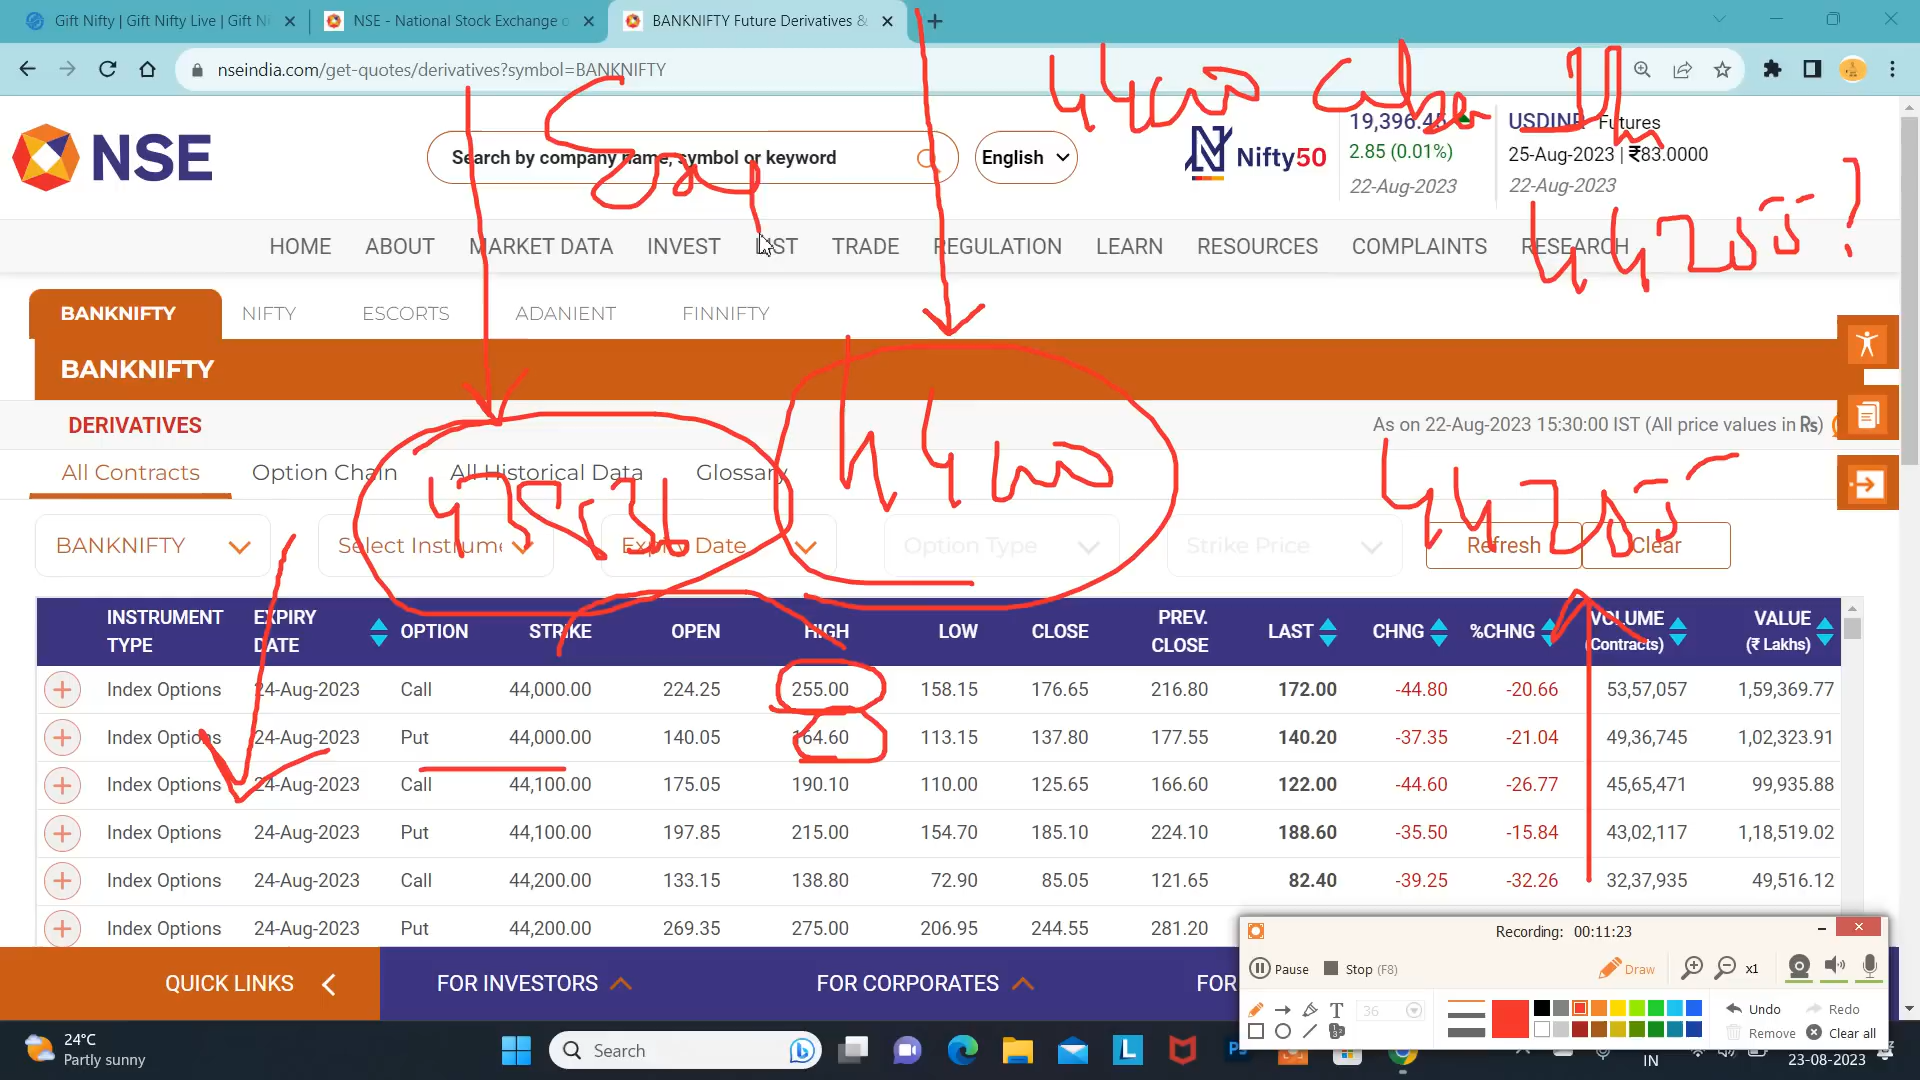 Gift Nifty | Gift Nifty Live | Gift N
NSE - National Stock Exchange o
BANKNIFTY Future Derivatives &
nseindia.com/get-quotes/derivatives?symbol=BANKNIFTY
NSE
Search by company name, symbol or keyword
English
Nifty50
19,396.45
2.85 (0.01%)
22-Aug-2023
USDINR Futures
25-Aug-2023 | ₹83.0000
22-Aug-2023
44255?
HOME ABOUT MARKET DATA INVEST LIST TRADE REGULATION LEARN RESOURCES COMPLAINTS RESEARCH
BANKNIFTY NIFTY ESCORTS ADANIENT FINNIFTY
BANKNIFTY
DERIVATIVES
As on 22-Aug-2023 15:30:00 IST (All price values in ₨)
All Contracts Option Chain All Historical Data Glossary
44255
BANKNIFTY Select Instrume Expiry Date Option Type Strike Price Refresh Clear
INSTRUMENT TYPE EXPIRY DATE OPTION STRIKE OPEN HIGH LOW CLOSE PREV. CLOSE LAST CHNG %CHNG VOLUME (Contracts) VALUE (₹ Lakhs)
Index Options 24-Aug-2023 Call 44,000.00 224.25 255.00 158.15 176.65 216.80 172.00 -44.80 -20.66 53,57,057 1,59,369.77
Index Options 24-Aug-2023 Put 44,000.00 140.05 164.60 113.15 137.80 177.55 140.20 -37.35 -21.04 49,36,745 1,02,323.91
Index Options 24-Aug-2023 Call 44,100.00 175.05 190.10 110.00 125.65 166.60 122.00 -44.60 -26.77 45,65,471 99,935.88
Index Options 24-Aug-2023 Put 44,100.00 197.85 215.00 154.70 185.10 224.10 188.60 -35.50 -15.84 43,02,117 1,18,519.02
Index Options 24-Aug-2023 Call 44,200.00 133.15 138.80 72.90 85.05 121.65 82.40 -39.25 -32.26 32,37,935 49,516.12
Index Options 24-Aug-2023 Put 44,200.00 269.35 275.00 206.95 244.55 281.20
QUICK LINKS FOR INVESTORS FOR CORPORATES FOR
Recording: 00:11:23
Pause Stop (F8) Draw x1
T 36 Undo Redo
Remove Clear all
24°C
Partly sunny
Search
IN
23-08-2023